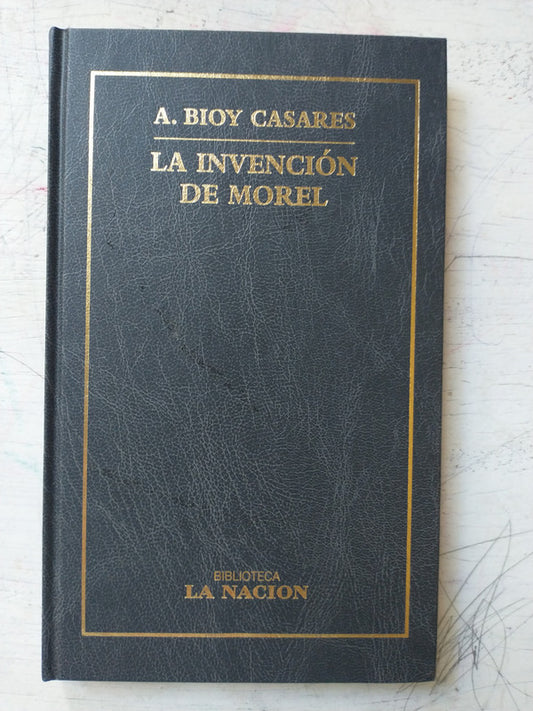 A. BIOY CASARES
LA INVENCIÓN
DE MOREL
BIBLIOTECA
LA NACION